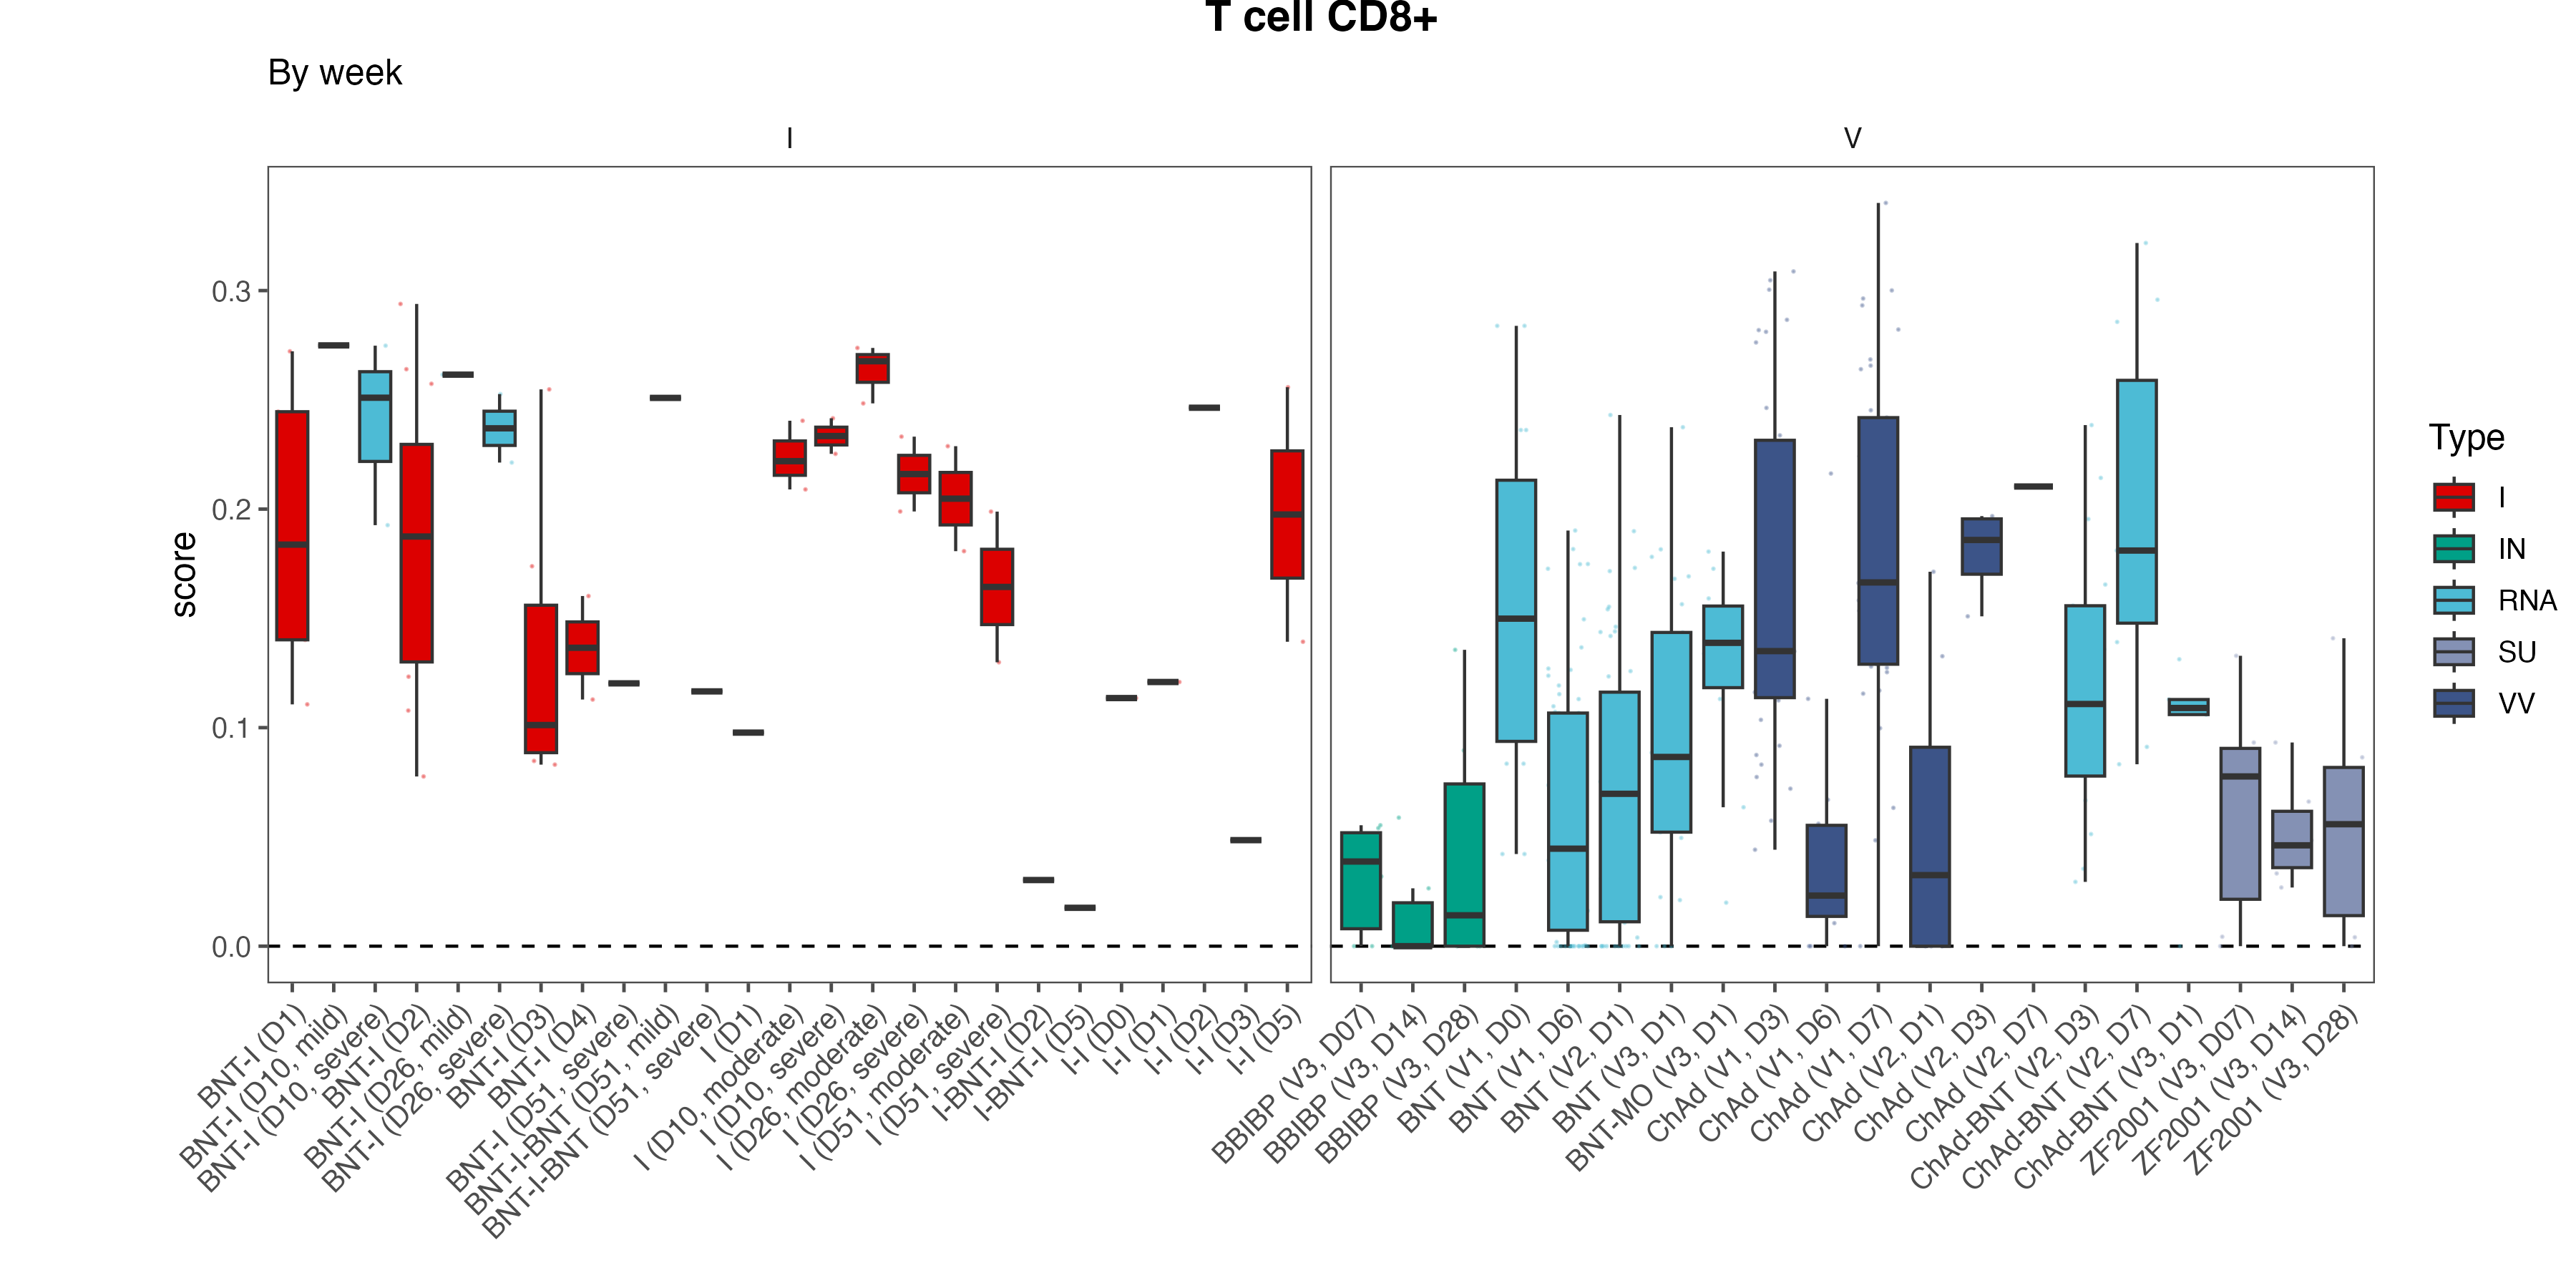 T cell CD8+
By week
I
V
score
0.3
0.2
0.1
0.0
BNT-I (D1)
BNT-I (D10, mild)
BNT-I (D10, severe)
BNT-I (D2)
BNT-I (D26, mild)
BNT-I (D26, severe)
BNT-I (D3)
BNT-I (D4)
BNT-I (D51, severe)
BNT-I-BNT (D51, mild)
BNT-I-BNT (D51, severe)
I (D1)
I (D10, moderate)
I (D10, severe)
I (D26, moderate)
I (D26, severe)
I (D51, moderate)
I (D51, severe)
I-BNT-I (D2)
I-BNT-I (D5)
I-I (D0)
I-I (D1)
I-I (D2)
I-I (D3)
I-I (D5)
BBIBP (V3, D07)
BBIBP (V3, D14)
BBIBP (V3, D28)
BNT (V1, D0)
BNT (V1, D6)
BNT (V2, D1)
BNT (V3, D1)
BNT-MO (V3, D1)
ChAd (V1, D3)
ChAd (V1, D6)
ChAd (V1, D7)
ChAd (V2, D1)
ChAd (V2, D3)
ChAd (V2, D7)
ChAd-BNT (V2, D3)
ChAd-BNT (V2, D7)
ChAd-BNT (V3, D1)
ZF2001 (V3, D07)
ZF2001 (V3, D14)
ZF2001 (V3, D28)
Type
I
IN
RNA
SU
VV